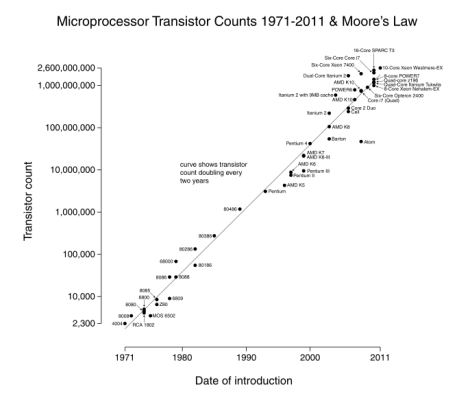 Microprocessor Transistor Counts 1971-2011 & Moore's Law
16-Core SPARC T3
Six-Core Core i7
Six-Core Xeon 7400
10-Core Xeon Westmere-EX
Dual-Core Itanium 2
8-core POWER7
Quad-core z196
Quad-Core Itanium Tukwila
8-Core Xeon Nehalem-EX
AMD K10
POWER6
Itanium 2 with 9MB cache
Six-Core Opteron 2400
AMD K10
Core i7 (Quad)
Core 2 Duo
Itanium 2
Cell
AMD K8
Barton
Atom
Pentium 4
AMD K7
AMD K6-III
AMD K6
Pentium III
Pentium II
AMD K5
Pentium
80486
80386
80286
80186
68000
8086
8088
8085
6800
6809
8080
Z80
8008
MOS 6502
4004
RCA 1802
curve shows transistor
count doubling every
two years
2,600,000,000
1,000,000,000
100,000,000
10,000,000
1,000,000
100,000
10,000
2,300
Transistor count
1971
1980
1990
2000
2011
Date of introduction